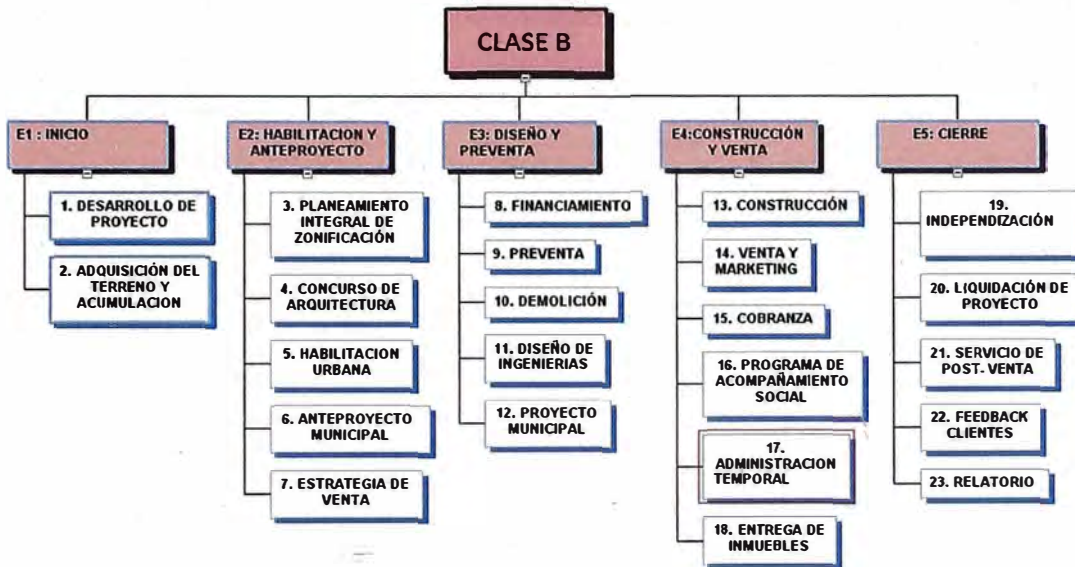 CLASE B
E1 : INICIO
1. DESARROLLO DE
PROYECTO
2. ADQUISICIÓN DEL
TERRENO Y
ACUMULACION
E2: HABILITACION Y
ANTEPROYECTO
3. PLANEAMIENTO
INTEGRAL DE
ZONIFICACIÓN
4. CONCURSO DE
ARQUITECTURA
5. HABILITACION
URBANA
6. ANTEPROYECTO
MUNICIPAL
7. ESTRATEGIA DE
VENTA
E3: DISEÑO Y
PREVENTA
8. FINANCIAMIENTO
9. PREVENTA
10. DEMOLICIÓN
11. DISEÑO DE
INGENIERIAS
12. PROYECTO
MUNICIPAL
E4:CONSTRUCCIÓN
Y VENTA
13. CONSTRUCCIÓN
14. VENTA Y
MARKETING
15. COBRANZA
16. PROGRAMA DE
ACOMPAÑAMIENTO
SOCIAL
17.
ADMINISTRACION
TEMPORAL
18. ENTREGA DE
INMUEBLES
E5: CIERRE
19.
INDEPENDIZACIÓN
20. LIQUIDACIÓN DE
PROYECTO
21. SERVICIO DE
POST- VENTA
22. FEEDBACK
CLIENTES
23. RELATORIO